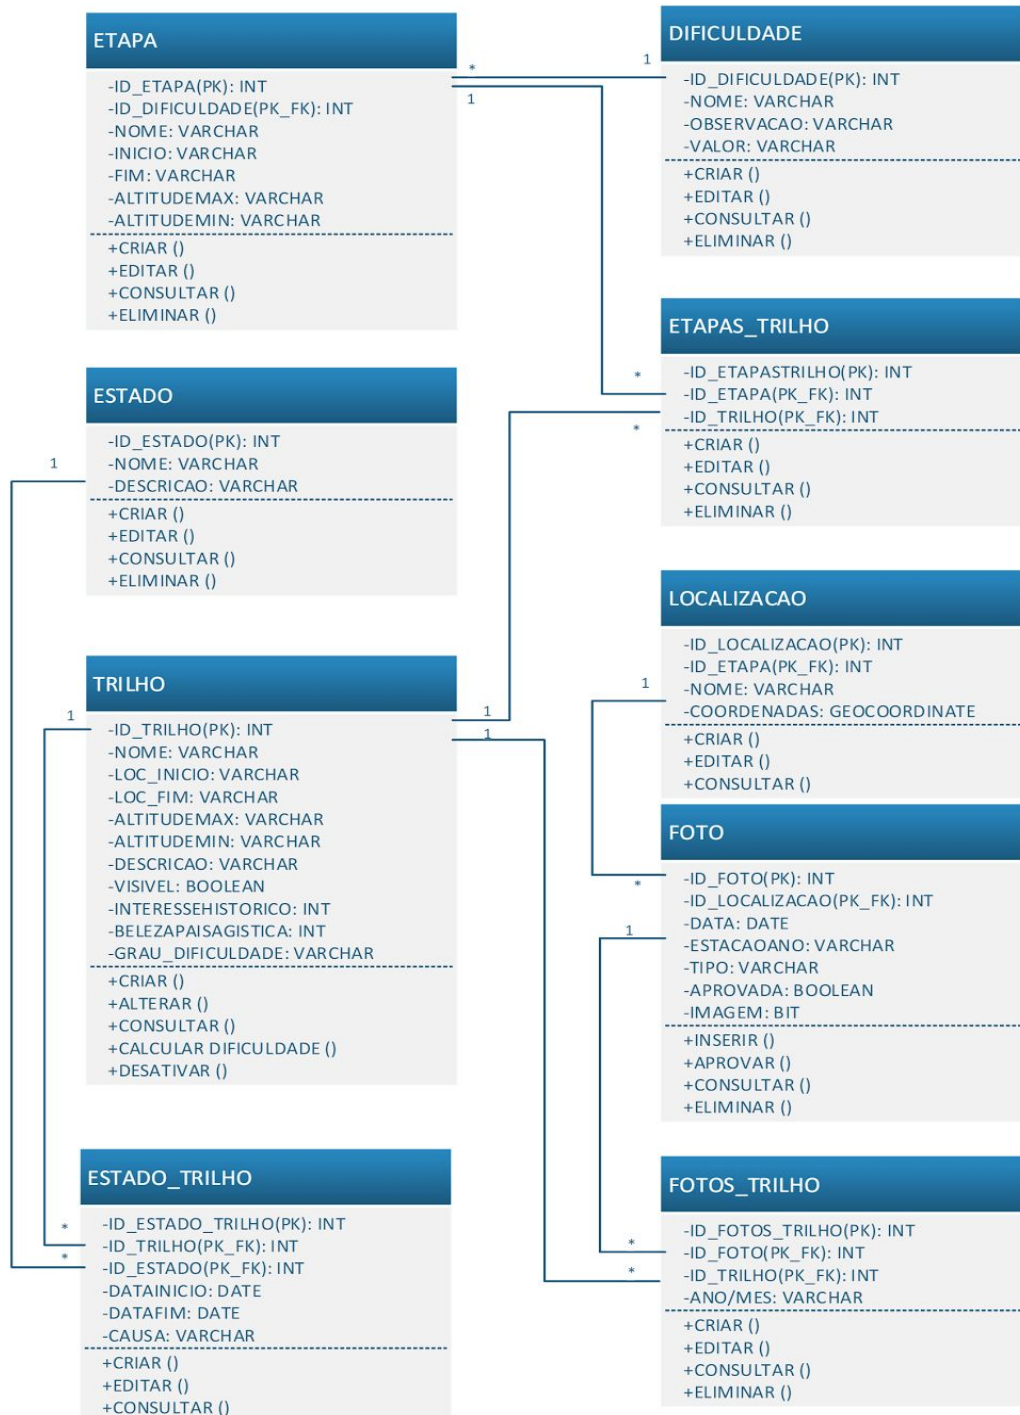 ETAPA
-ID_ETAPA(PK): INT
-ID_DIFICULDADE(PK_FK): INT
-NOME: VARCHAR
-INICIO: VARCHAR
-FIM: VARCHAR
-ALTITUDEMAX: VARCHAR
-ALTITUDEMIN: VARCHAR
+CRIAR ()
+EDITAR ()
+CONSULTAR ()
+ELIMINAR ()
*
1
1
DIFICULDADE
-ID_DIFICULDADE(PK): INT
-NOME: VARCHAR
-OBSERVACAO: VARCHAR
-VALOR: VARCHAR
+CRIAR ()
+EDITAR ()
+CONSULTAR ()
+ELIMINAR ()
ETAPAS_TRILHO
-ID_ETAPASTRILHO(PK): INT
-ID_ETAPA(PK_FK): INT
-ID_TRILHO(PK_FK): INT
+CRIAR ()
+EDITAR ()
+CONSULTAR ()
+ELIMINAR ()
*
*
ESTADO
-ID_ESTADO(PK): INT
-NOME: VARCHAR
-DESCRICAO: VARCHAR
+CRIAR ()
+EDITAR ()
+CONSULTAR ()
+ELIMINAR ()
1
LOCALIZACAO
-ID_LOCALIZACAO(PK): INT
-ID_ETAPA(PK_FK): INT
-NOME: VARCHAR
-COORDENADAS: GEOCOORDINATE
+CRIAR ()
+EDITAR ()
+CONSULTAR ()
1
TRILHO
-ID_TRILHO(PK): INT
-NOME: VARCHAR
-LOC_INICIO: VARCHAR
-LOC_FIM: VARCHAR
-ALTITUDEMAX: VARCHAR
-ALTITUDEMIN: VARCHAR
-DESCRICAO: VARCHAR
-VISIVEL: BOOLEAN
-INTERESSEHISTORICO: INT
-BELEZAPAISAGISTICA: INT
-GRAU_DIFICULDADE: VARCHAR
+CRIAR ()
+ALTERAR ()
+CONSULTAR ()
+CALCULAR DIFICULDADE ()
+DESATIVAR ()
1
1
1
FOTO
-ID_FOTO(PK): INT
-ID_LOCALIZACAO(PK_FK): INT
-DATA: DATE
-ESTACAOANO: VARCHAR
-TIPO: VARCHAR
-APROVADA: BOOLEAN
-IMAGEM: BIT
+INSERIR ()
+APROVAR ()
+CONSULTAR ()
+ELIMINAR ()
*
1
ESTADO_TRILHO
-ID_ESTADO_TRILHO(PK): INT
-ID_TRILHO(PK_FK): INT
-ID_ESTADO(PK_FK): INT
-DATAINICIO: DATE
-DATAFIM: DATE
-CAUSA: VARCHAR
+CRIAR ()
+EDITAR ()
+CONSULTAR ()
*
*
FOTOS_TRILHO
-ID_FOTOS_TRILHO(PK): INT
-ID_FOTO(PK_FK): INT
-ID_TRILHO(PK_FK): INT
-ANO/MES: VARCHAR
+CRIAR ()
+EDITAR ()
+CONSULTAR ()
+ELIMINAR ()
*
*